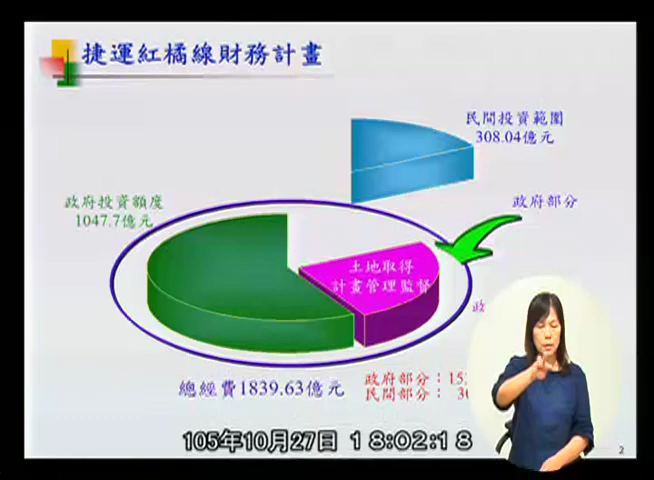 捷運紅橘線財務計畫
民間投資範圍
308.04億元
政府投資額度
1047.7億元
政府部分
土地取得
計畫管理監督
政
總經費1839.63億元
政府部分：15
民間部分：
105年10月27日 18:02:18
2